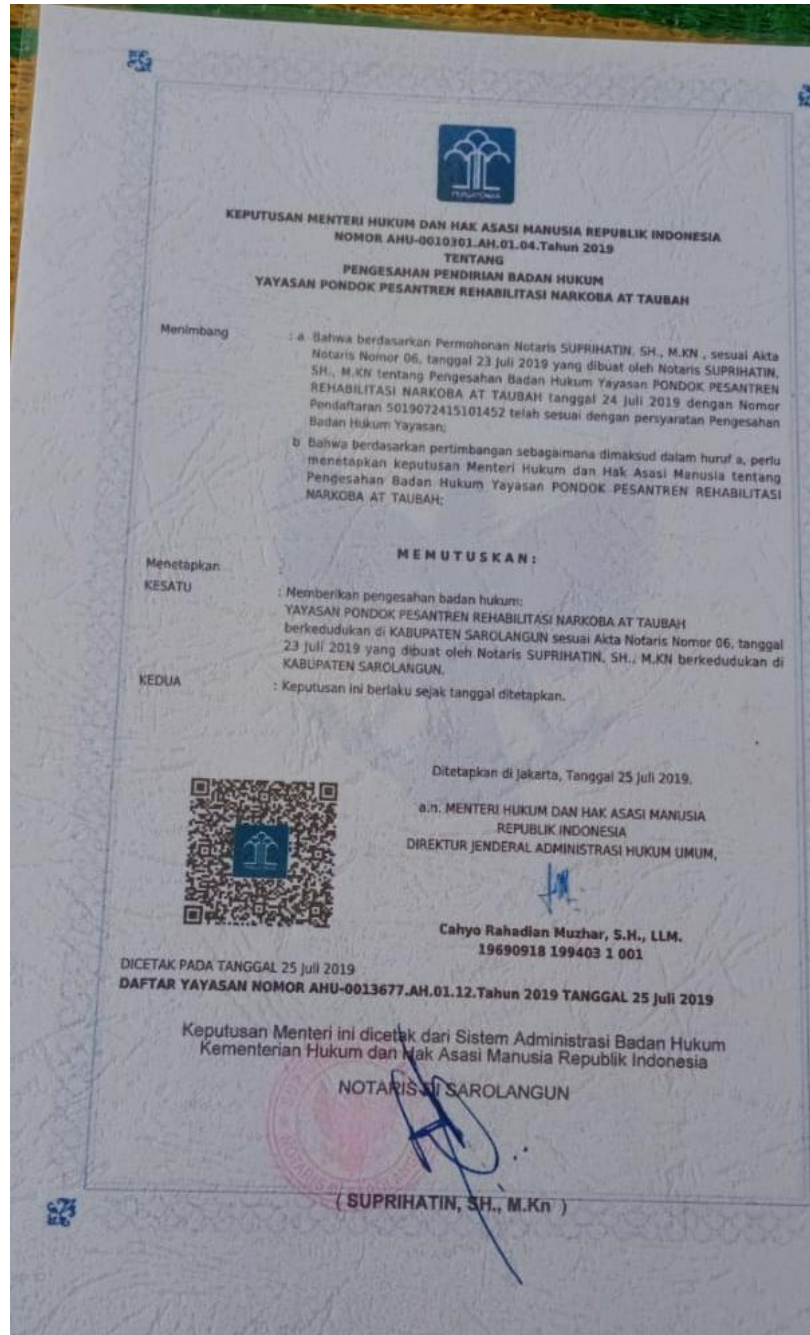 PENGAYOMAN
KEPUTUSAN MENTERI HUKUM DAN HAK ASASI MANUSIA REPUBLIK INDONESIA
NOMOR AHU-0010301.AH.01.04.Tahun 2019
TENTANG
PENGESAHAN PENDIRIAN BADAN HUKUM
YAYASAN PONDOK PESANTREN REHABILITASI NARKOBA AT TAUBAH
Menimbang : a Bahwa berdasarkan Permohonan Notaris SUPRIHATIN. SH., M.KN , sesuai Akta
Notaris Nomor 06, tanggal 23 Juli 2019 yang dibuat oleh Notaris SUPRIHATIN.
SH., M.KN tentang Pengesahan Badan Hukum Yayasan PONDOK PESANTREN
REHABILITASI NARKOBA AT TAUBAH tanggal 24 Juli 2019 dengan Nomor
Pendaftaran 5019072415101452 telah sesuai dengan persyaratan Pengesahan
Badan Hukum Yayasan;
b Bahwa berdasarkan pertimbangan sebagaimana dimaksud dalam huruf a, perlu
menetapkan keputusan Menteri Hukum dan Hak Asasi Manusia tentang
Pengesahan Badan Hukum Yayasan PONDOK PESANTREN REHABILITASI
NARKOBA AT TAUBAH;
MEMUTUSKAN:
Menetapkan :
KESATU : Memberikan pengesahan badan hukum:
YAYASAN PONDOK PESANTREN REHABILITASI NARKOBA AT TAUBAH
berkedudukan di KABUPATEN SAROLANGUN sesuai Akta Notaris Nomor 06, tanggal
23 Juli 2019 yang dibuat oleh Notaris SUPRIHATIN. SH., M.KN berkedudukan di
KABUPATEN SAROLANGUN.
KEDUA : Keputusan ini berlaku sejak tanggal ditetapkan.
Ditetapkan di Jakarta, Tanggal 25 Juli 2019.
a.n. MENTERI HUKUM DAN HAK ASASI MANUSIA
REPUBLIK INDONESIA
DIREKTUR JENDERAL ADMINISTRASI HUKUM UMUM,
Cahyo Rahadian Muzhar, S.H., LLM.
19690918 199403 1 001
DICETAK PADA TANGGAL 25 Juli 2019
DAFTAR YAYASAN NOMOR AHU-0013677.AH.01.12.Tahun 2019 TANGGAL 25 Juli 2019
Keputusan Menteri ini dicetak dari Sistem Administrasi Badan Hukum
Kementerian Hukum dan Hak Asasi Manusia Republik Indonesia
NOTARIS DI SAROLANGUN
( SUPRIHATIN, SH., M.Kn )